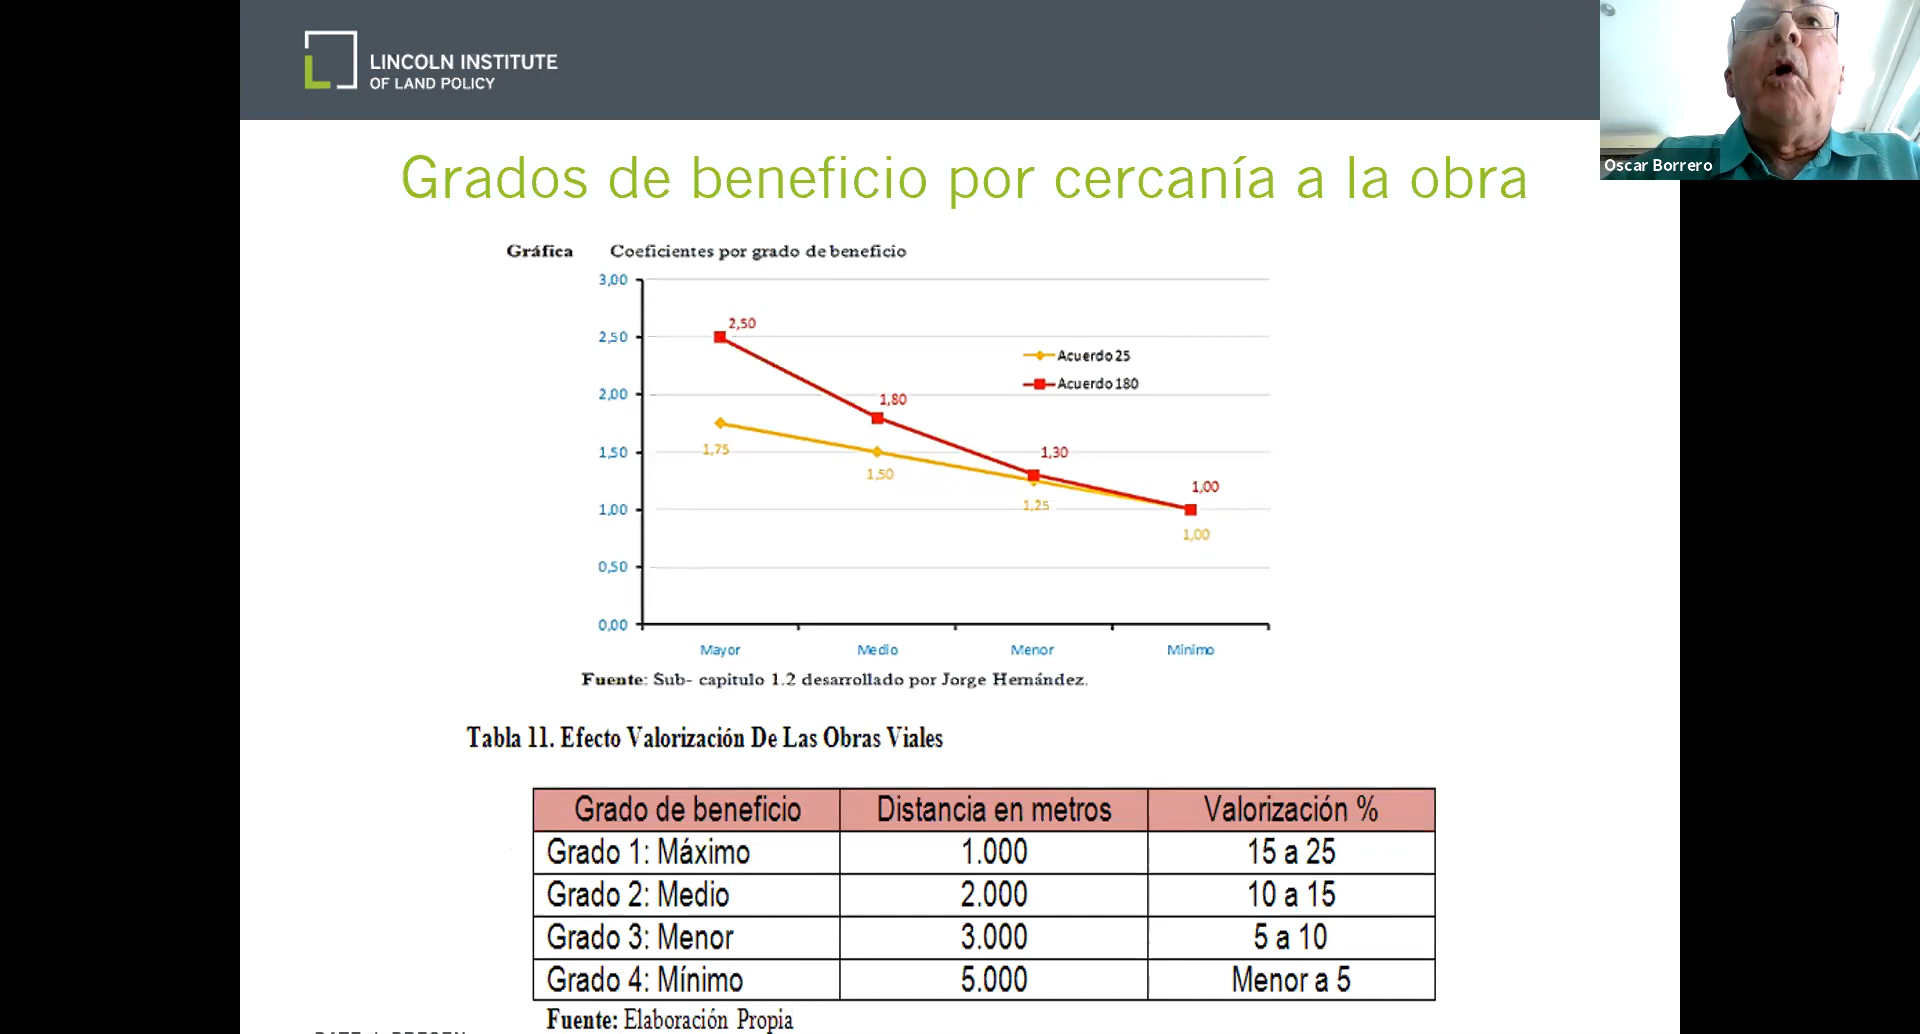 LINCOLN INSTITUTE
OF LAND POLICY
Oscar Borrero
Grados de beneficio por cercanía a la obra
Gráfica Coeficientes por grado de beneficio
3,00
2,50
2,00
1,50
1,00
0,50
0,00
2,50
1,80
1,30
1,00
1,75
1,50
1,25
1,00
Acuerdo 25
Acuerdo 180
Mayor Medio Menor Minimo
Fuente: Sub- capitulo 1.2 desarrollado por Jorge Hernández.
Tabla 11. Efecto Valorización De Las Obras Viales
Grado de beneficio Distancia en metros Valorización %
Grado 1: Máximo 1.000 15 a 25
Grado 2: Medio 2.000 10 a 15
Grado 3: Menor 3.000 5 a 10
Grado 4: Mínimo 5.000 Menor a 5
Fuente: Elaboración Propia